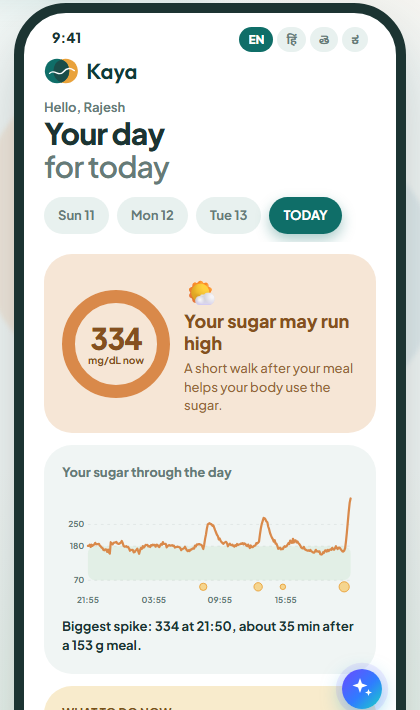 9:41
EN हिं తె ಕ
Kaya
Hello, Rajesh
Your day
for today
Sun 11 Mon 12 Tue 13 TODAY
334
mg/dL now
Your sugar may run
high
A short walk after your meal
helps your body use the
sugar.
Your sugar through the day
250
180
70
21:55 03:55 09:55 15:55
Biggest spike: 334 at 21:50, about 35 min after
a 153 g meal.
WHAT TO DO NOW